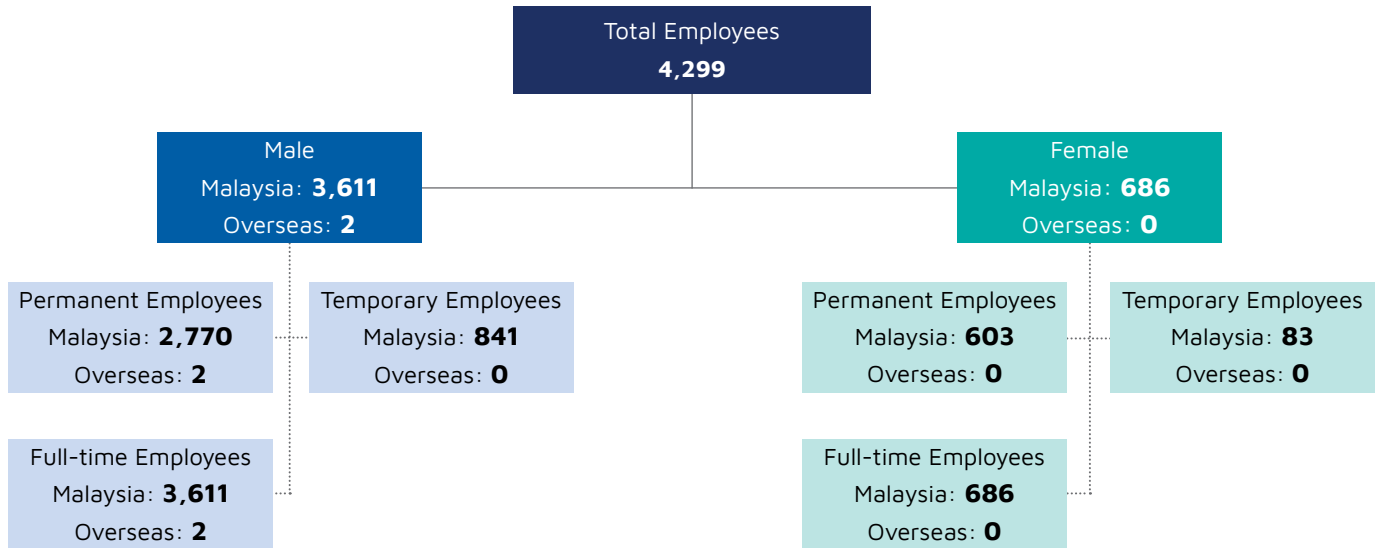 Total Employees
4,299
Male
Malaysia: 3,611
Overseas: 2
Female
Malaysia: 686
Overseas: 0
Permanent Employees
Malaysia: 2,770
Overseas: 2
Temporary Employees
Malaysia: 841
Overseas: 0
Permanent Employees
Malaysia: 603
Overseas: 0
Temporary Employees
Malaysia: 83
Overseas: 0
Full-time Employees
Malaysia: 3,611
Overseas: 2
Full-time Employees
Malaysia: 686
Overseas: 0